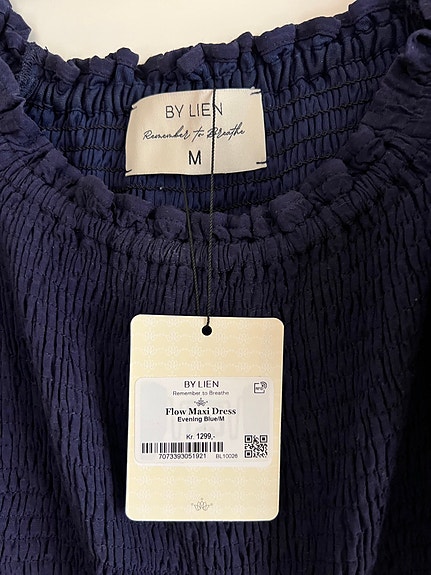 BY LIEN
Remember to Breathe
M
BY LIEN
Remember to Breathe
Flow Maxi Dress
Evening Blue/M
Kr. 1299,-
7073393051921
BL10026